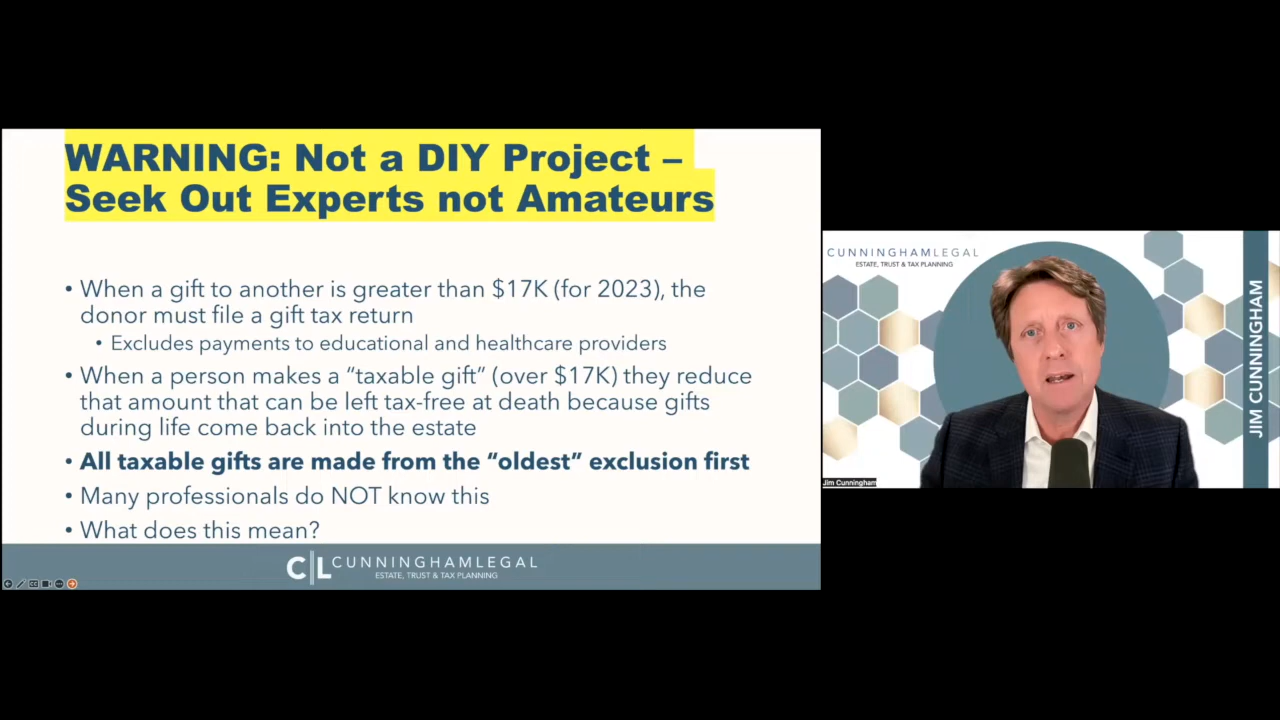 WARNING: Not a DIY Project –
Seek Out Experts not Amateurs
• When a gift to another is greater than $17K (for 2023), the
donor must file a gift tax return
• Excludes payments to educational and healthcare providers
• When a person makes a “taxable gift” (over $17K) they reduce
that amount that can be left tax-free at death because gifts
during life come back into the estate
• All taxable gifts are made from the “oldest” exclusion first
• Many professionals do NOT know this
• What does this mean?
C|L CUNNINGHAMLEGAL
ESTATE, TRUST & TAX PLANNING
CUNNINGHAMLEGAL
ESTATE, TRUST & TAX PLANNING
JIM CUNNINGHAM
Jim Cunningham